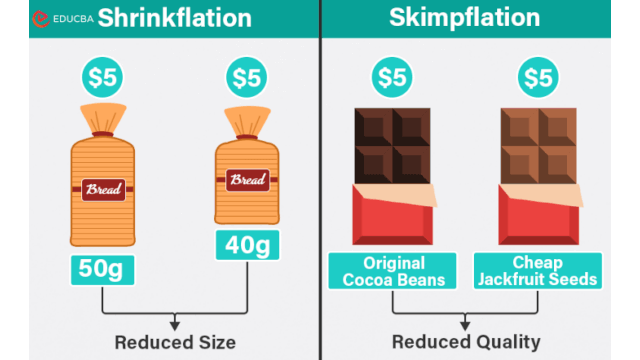 EDUCBA
Shrinkflation
$5
$5
Bread
Bread
50g
40g
Reduced Size
Skimpflation
$5
$5
Original
Cocoa Beans
Cheap
Jackfruit Seeds
Reduced Quality